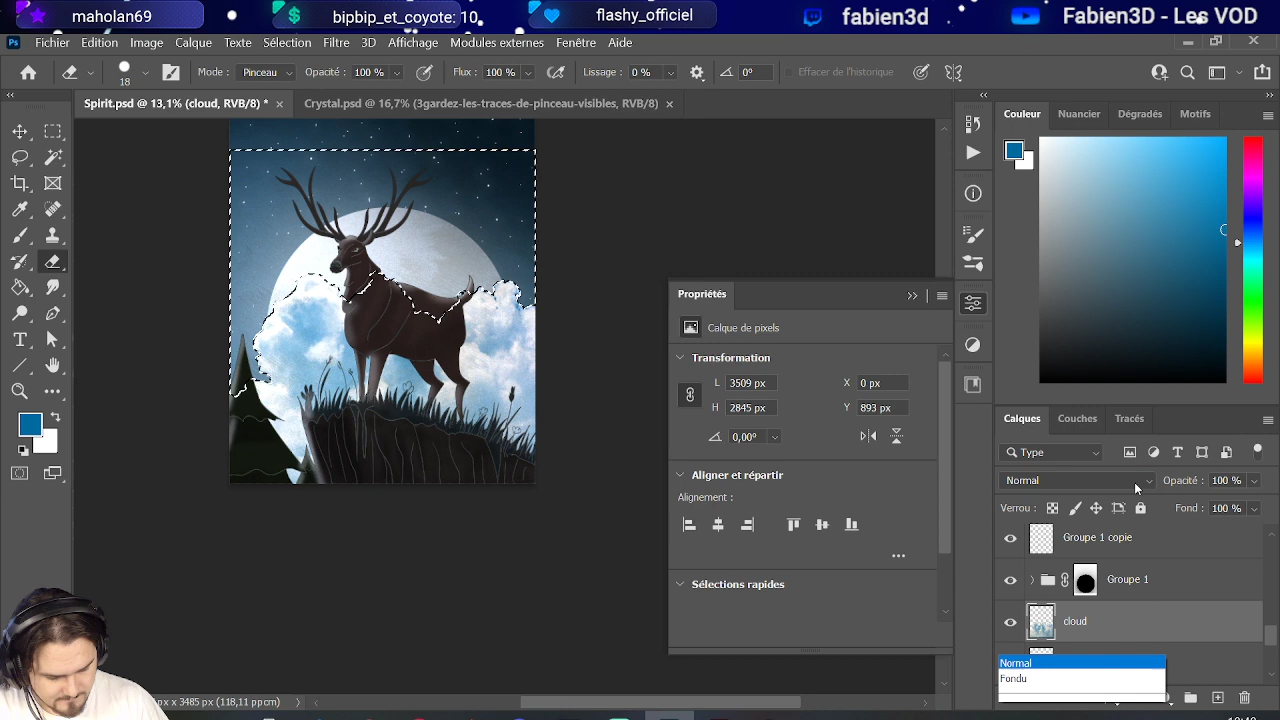 maholan69
bipbip_et_coyote: 10
flashy_officiel
fabien3d
Fabien3D - Les VOD
Ps
Fichier
Edition
Image
Calque
Texte
Sélection
Filtre
3D
Affichage
Modules externes
Fenêtre
Aide
18
Mode :
Pinceau
Opacité :
100 %
Flux :
100 %
Lissage :
0 %
0°
Effacer de l'historique
Spirit.psd @ 13,1% (cloud, RVB/8) *
Crystal.psd @ 16,7% (3gardez-les-traces-de-pinceau-visibles, RVB/8)
Couleur
Nuancier
Dégradés
Motifs
Propriétés
Calque de pixels
Transformation
L
3509 px
X
0 px
H
2845 px
Y
893 px
0,00°
Aligner et répartir
Alignement :
Sélections rapides
Calques
Couches
Tracés
Type
Normal
Opacité :
100 %
Verrou :
Fond :
100 %
Groupe 1 copie
Groupe 1
cloud
Normal
Fondu
px x 3485 px (118,11 ppcm)